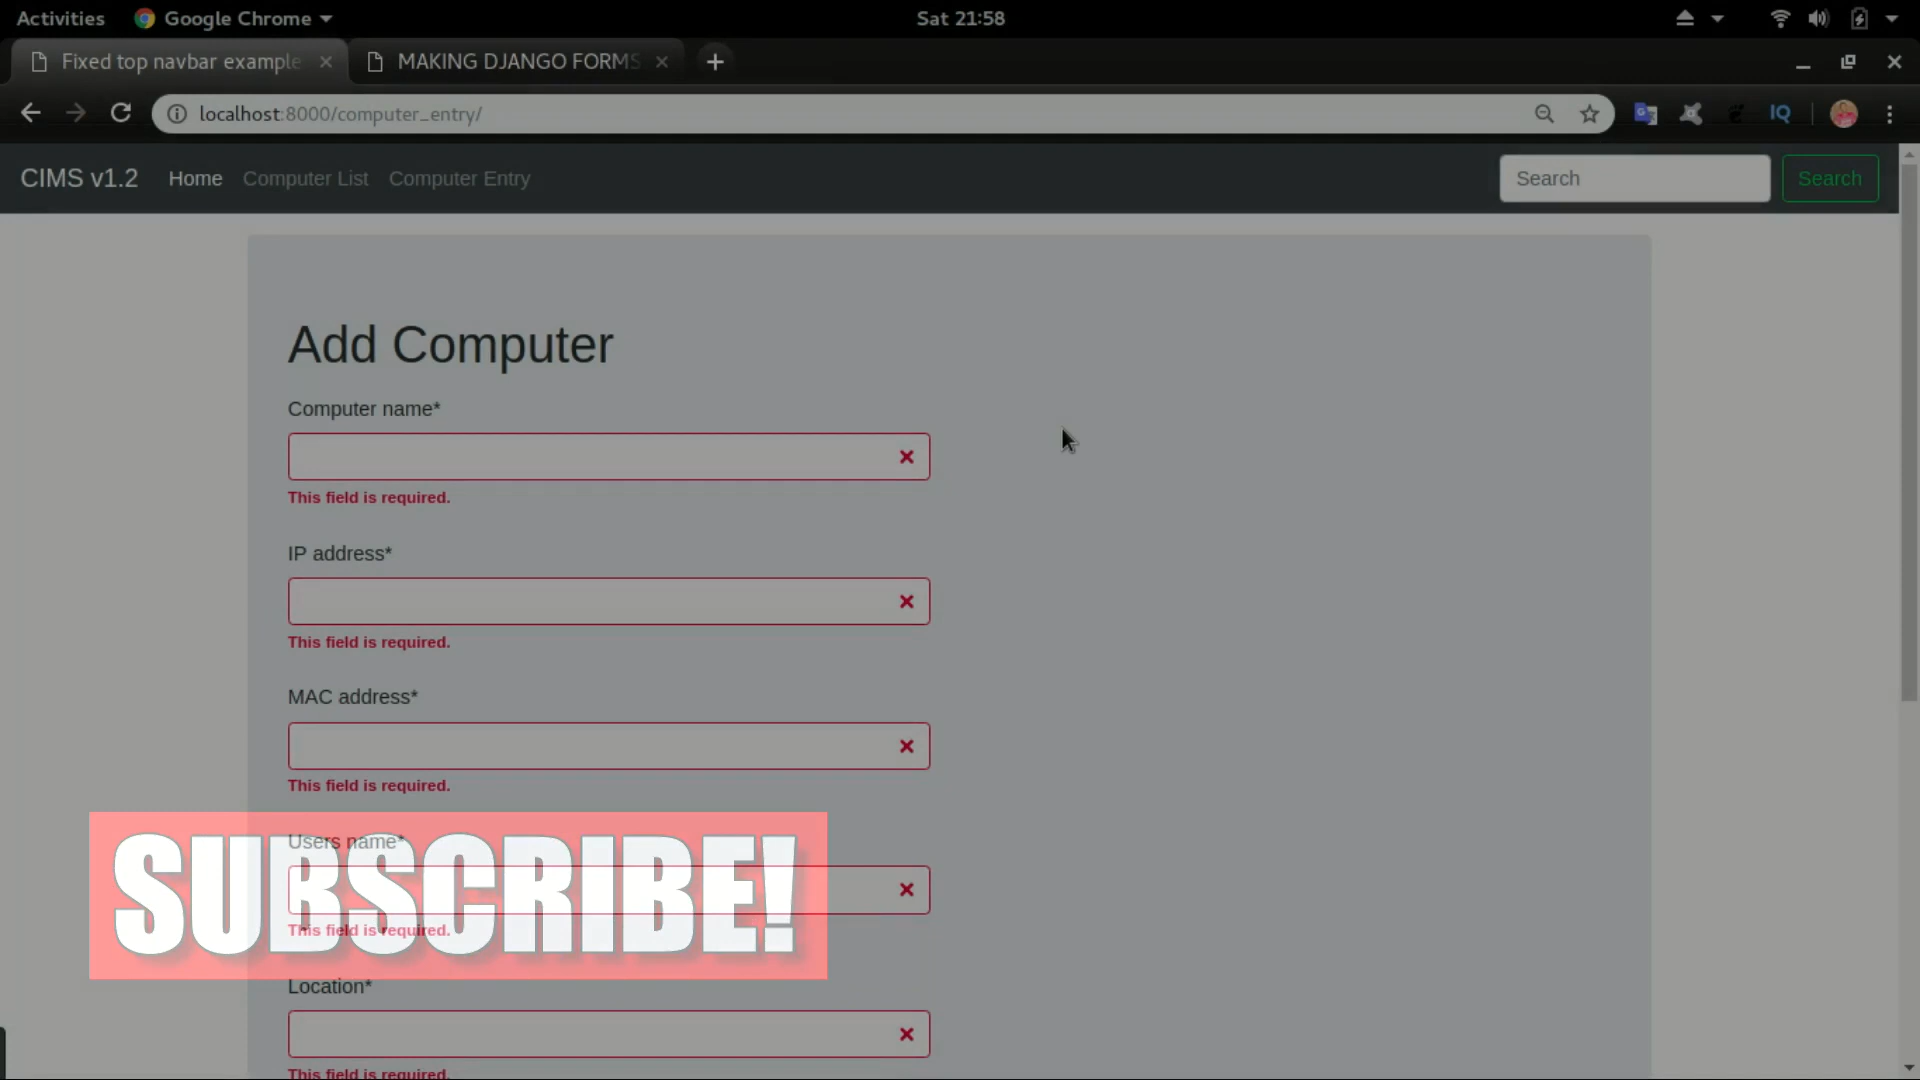 Activities Google Chrome Sat 21:58
Fixed top navbar example MAKING DJANGO FORMS
localhost:8000/computer_entry/ IQ
CIMS v1.2 Home Computer List Computer Entry Search Search
Add Computer
Computer name*
This field is required.
IP address*
This field is required.
MAC address*
This field is required.
Users name*
SUBSCRIBE!
This field is required.
Location*
This field is required.